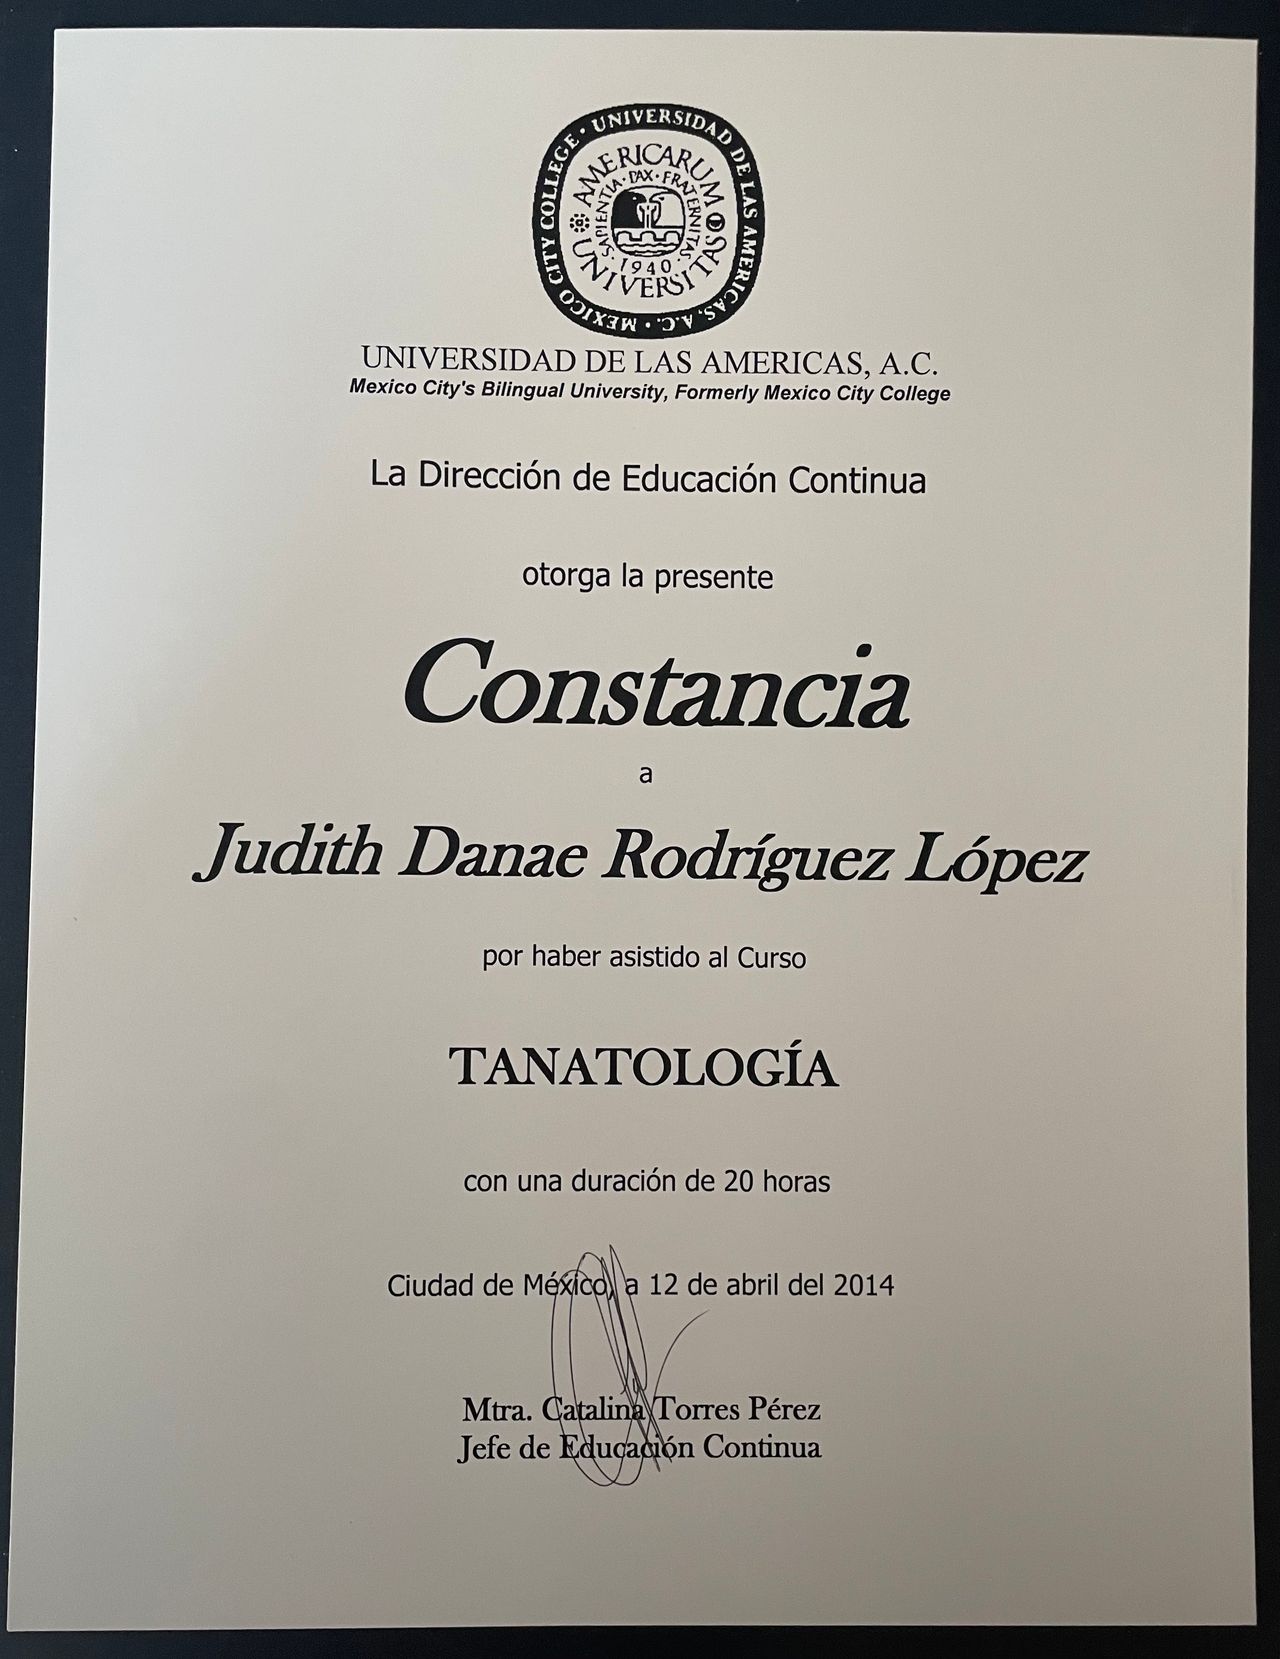 MEXICO CITY COLLEGE · UNIVERSIDAD DE LAS AMERICAS, A.C. ·
AMERICARUM UNIVERSITAS
SAPIENTIA · PAX · FRATERNITAS · 1940 ·
UNIVERSIDAD DE LAS AMERICAS, A.C.
Mexico City's Bilingual University, Formerly Mexico City College
La Dirección de Educación Continua
otorga la presente
Constancia
a
Judith Danae Rodríguez López
por haber asistido al Curso
TANATOLOGÍA
con una duración de 20 horas
Ciudad de México, a 12 de abril del 2014
Mtra. Catalina Torres Pérez
Jefe de Educación Continua